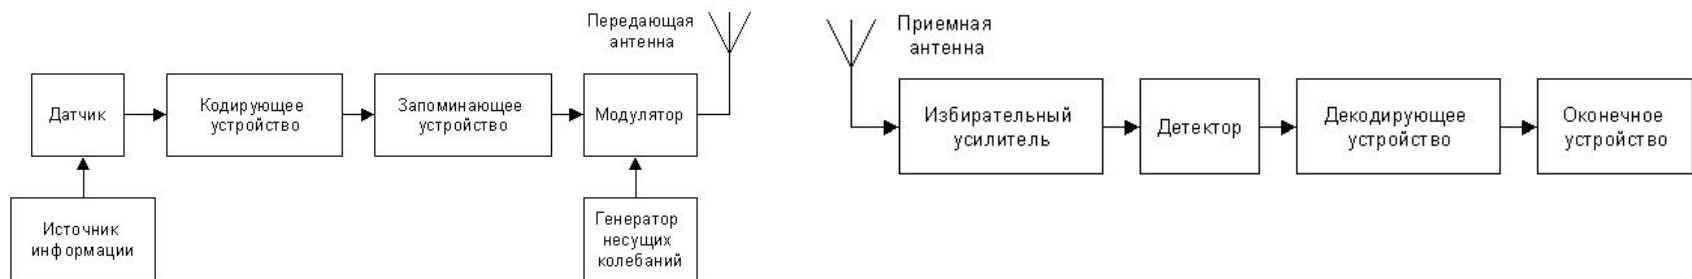 Передающая
антенна
Датчик
Кодирующее
устройство
Запоминающее
устройство
Модулятор
Источник
информации
Генератор
несущих
колебаний
Приемная
антенна
Избирательный
усилитель
Детектор
Декодирующее
устройство
Оконечное
устройство